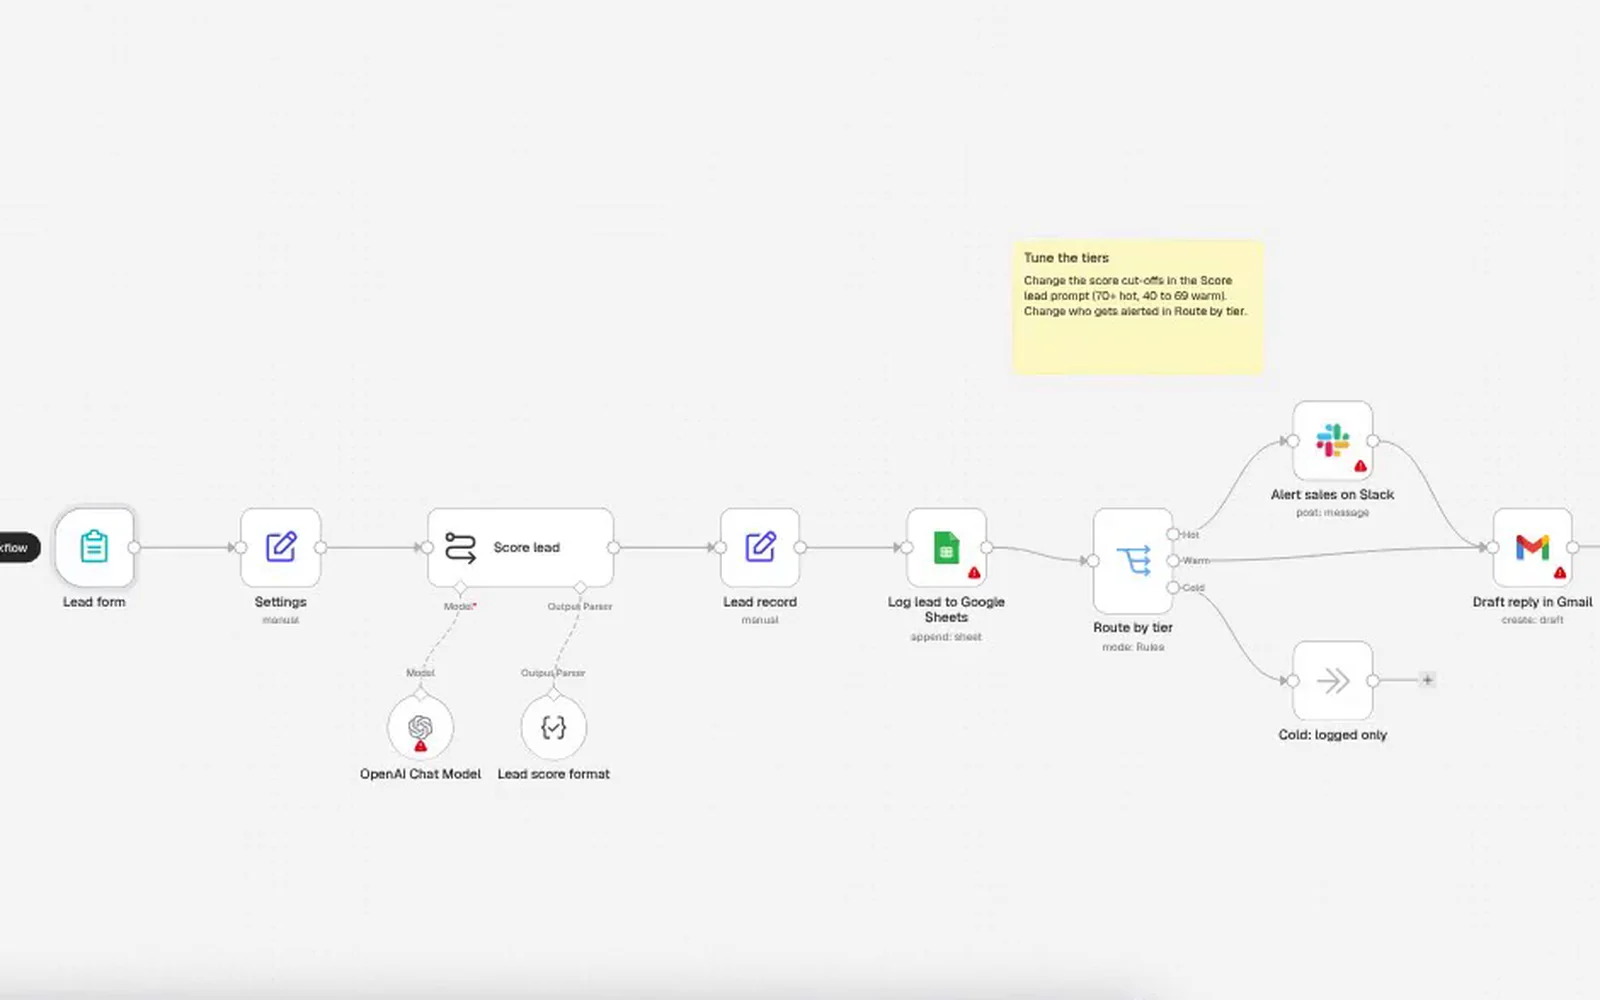 Tune the tiers
Change the score cut-offs in the Score
lead prompt (70+ hot, 40 to 69 warm).
Change who gets alerted in Route by tier.
Alert sales on Slack
post: message
Hot
Warm
Cold
kflow
Lead form
Settings
manual
Score lead
Model*
Output Parser
Model
Output Parser
OpenAI Chat Model
Lead score format
Lead record
manual
Log lead to Google
Sheets
append: sheet
Route by tier
mode: Rules
Draft reply in Gmail
create: draft
Cold: logged only